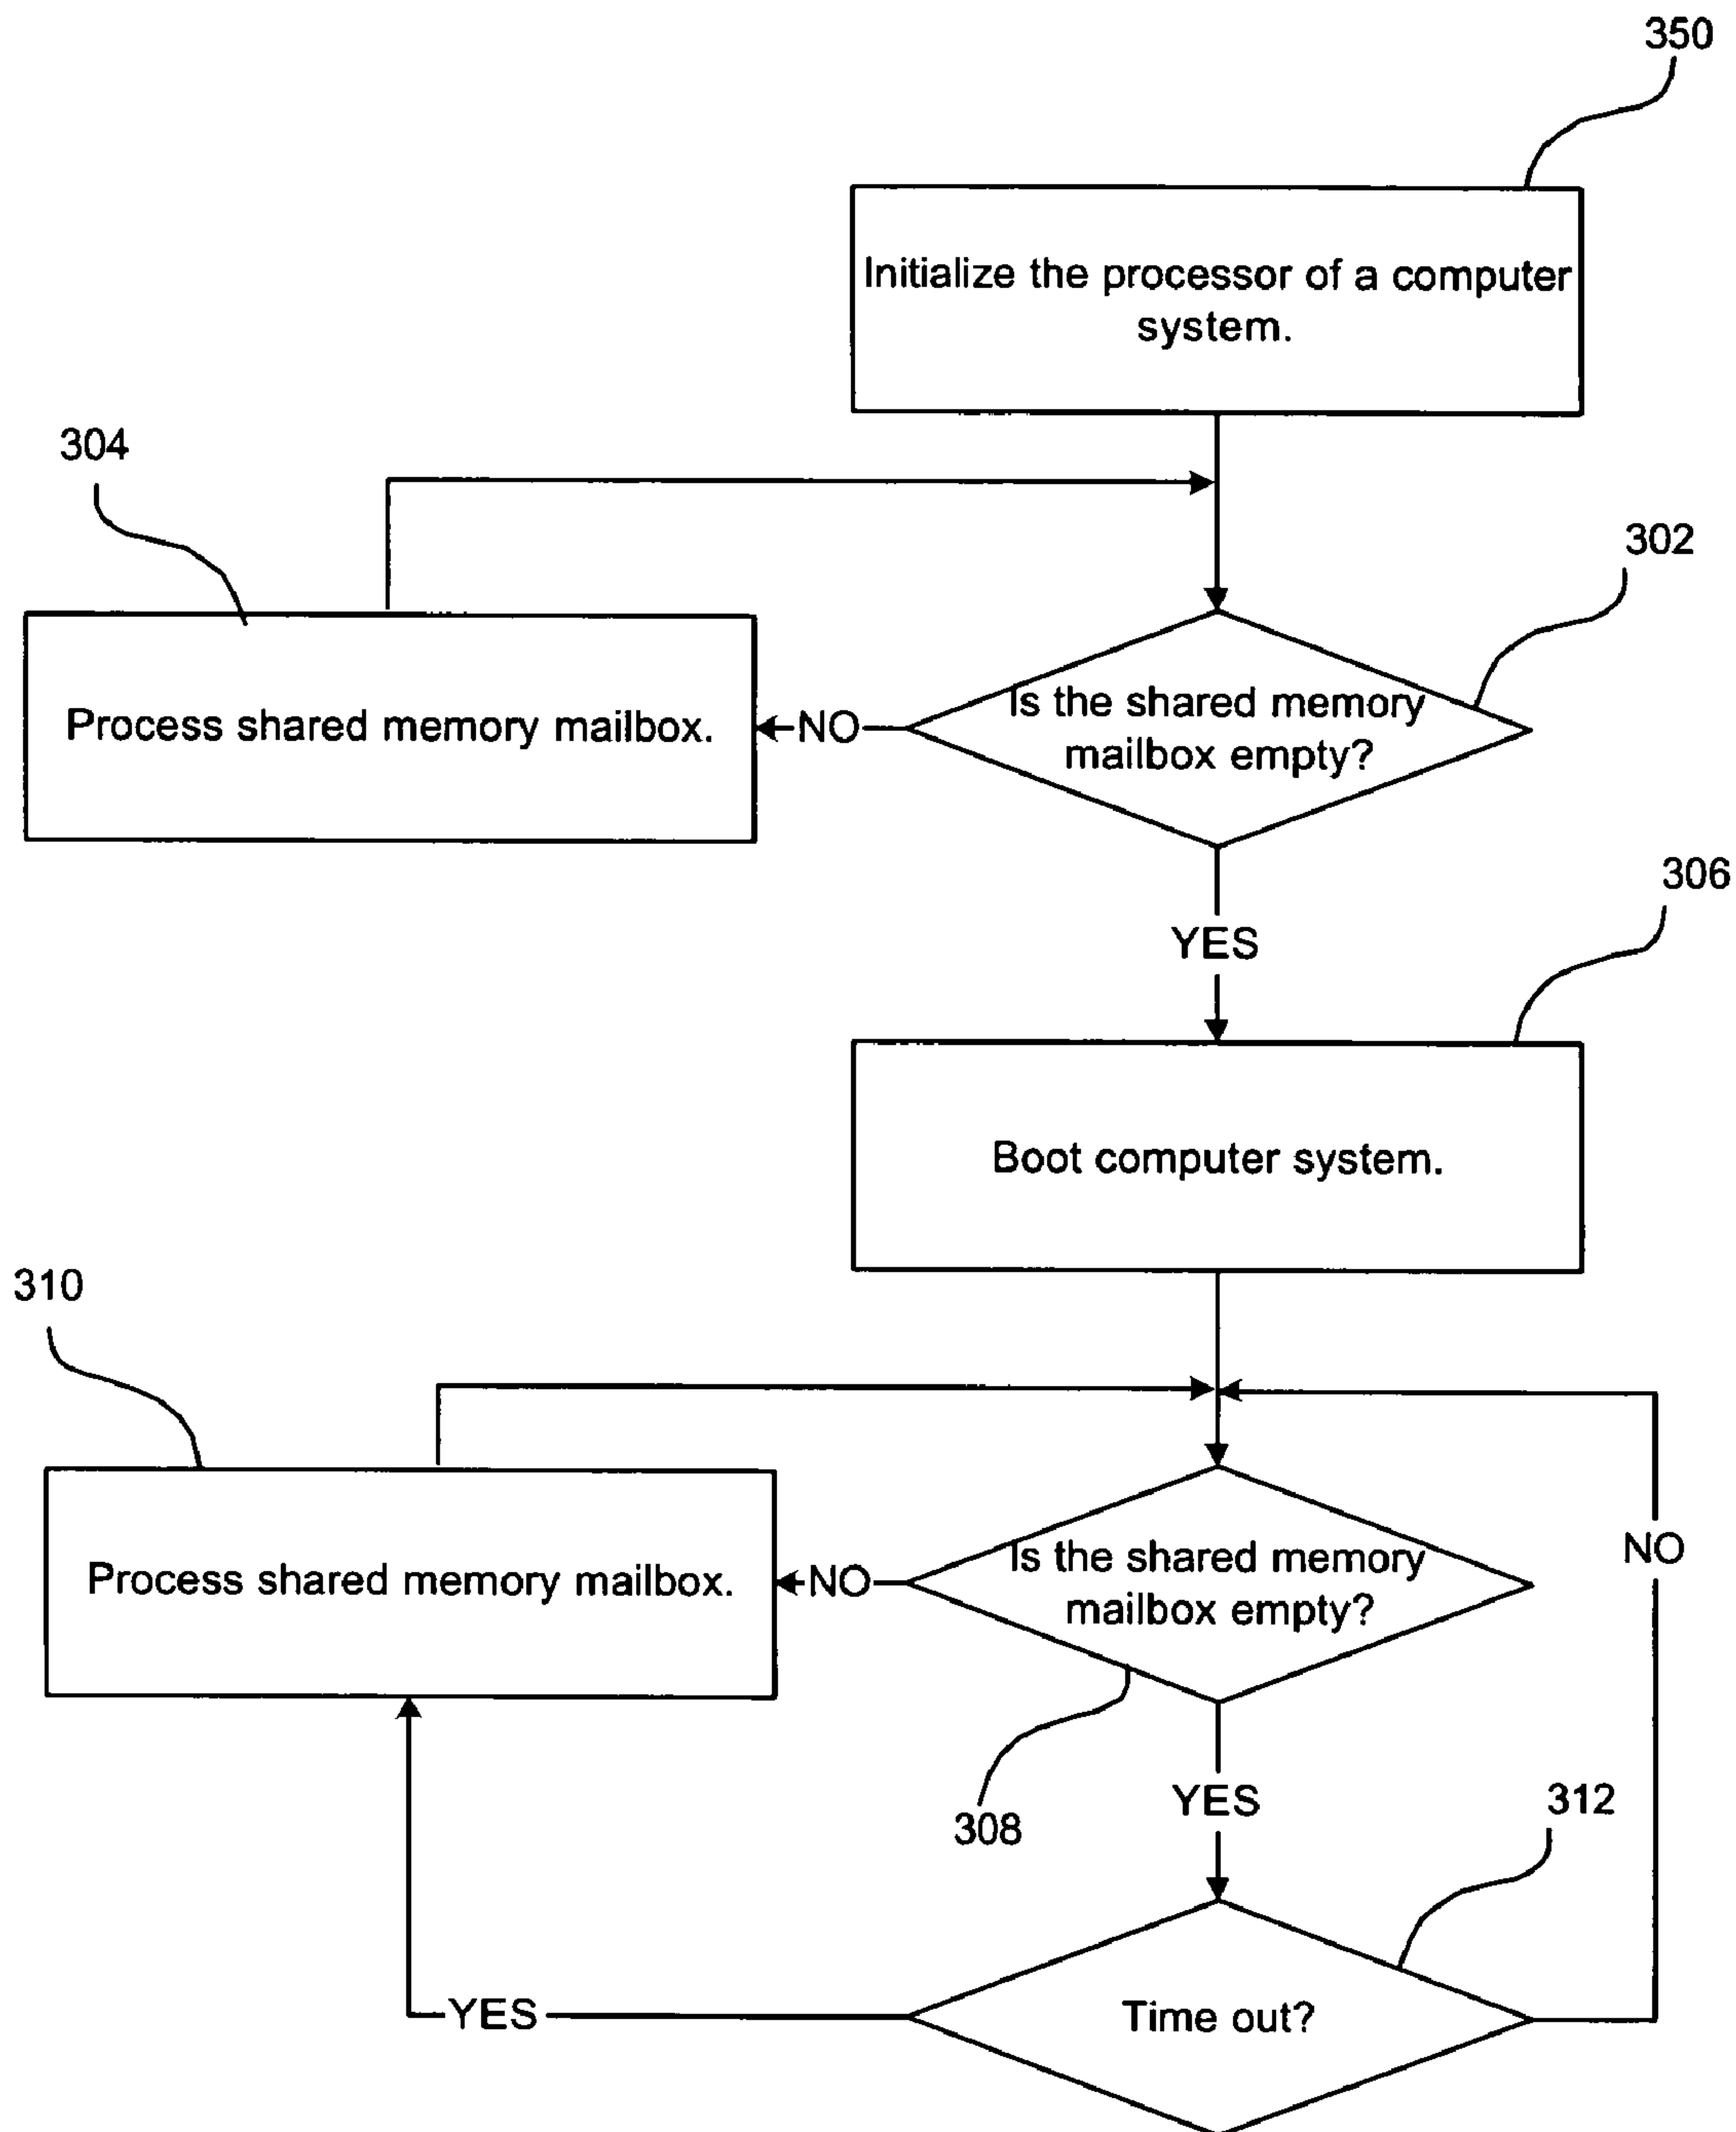 350
Initialize the processor of a computer
system.
304
302
Is the shared memory
mailbox empty?
NO
Process shared memory mailbox.
YES
306
Boot computer system.
310
Is the shared memory
mailbox empty?
NO
Process shared memory mailbox.
NO
308
YES
312
Time out?
YES